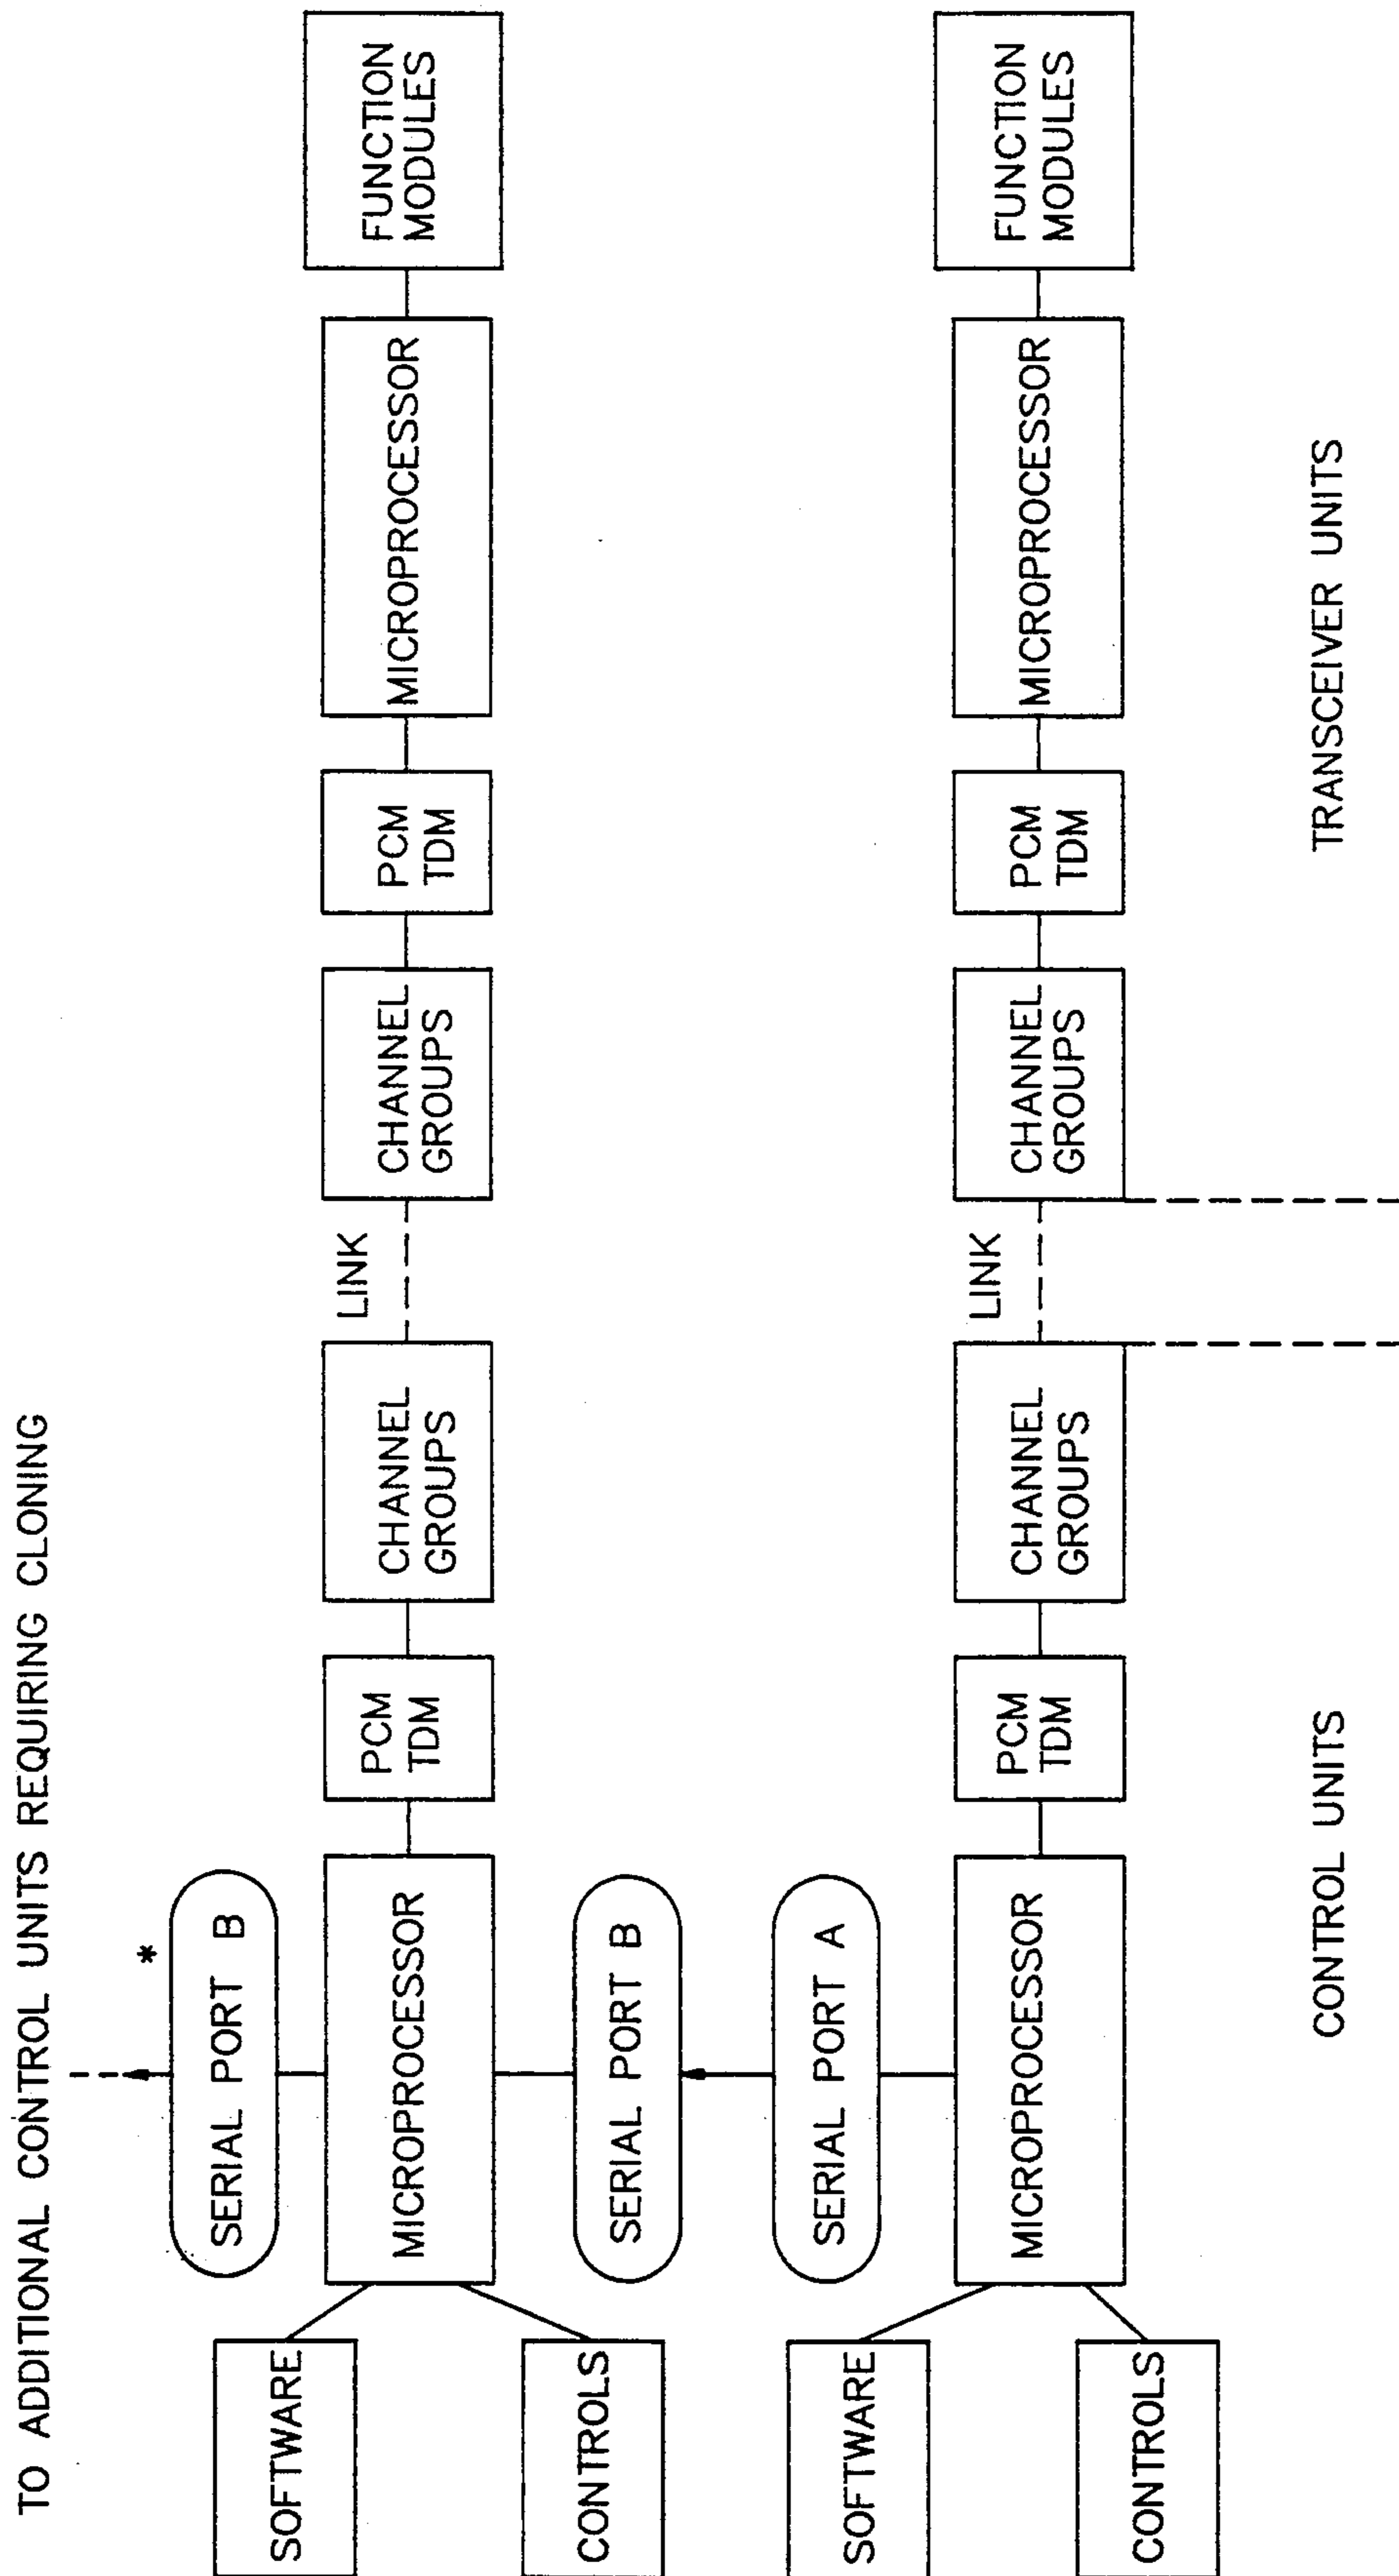 TO ADDITIONAL CONTROL UNITS REQUIRING CLONING
*
SERIAL PORT B
SOFTWARE
CONTROLS
MICROPROCESSOR
PCM
TDM
CHANNEL
GROUPS
LINK
CHANNEL
GROUPS
PCM
TDM
MICROPROCESSOR
FUNCTION
MODULES
SERIAL PORT B
SERIAL PORT A
SOFTWARE
CONTROLS
MICROPROCESSOR
PCM
TDM
CHANNEL
GROUPS
LINK
CHANNEL
GROUPS
PCM
TDM
MICROPROCESSOR
FUNCTION
MODULES
CONTROL UNITS
TRANSCEIVER UNITS